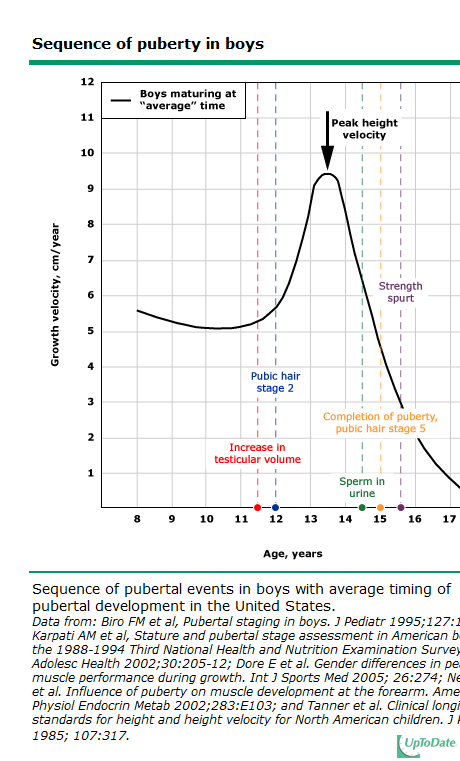 Sequence of puberty in boys
12
11
10
9
8
7
6
5
4
3
2
1
Growth velocity, cm/year
Boys maturing at
"average" time
Peak height
velocity
Strength
spurt
Pubic hair
stage 2
Completion of puberty,
pubic hair stage 5
Increase in
testicular volume
Sperm in
urine
8 9 10 11 12 13 14 15 16 17
Age, years
Sequence of pubertal events in boys with average timing of
pubertal development in the United States.
Data from: Biro FM et al, Pubertal staging in boys. J Pediatr 1995;127:1
Karpati AM et al, Stature and pubertal stage assessment in American b
the 1988-1994 Third National Health and Nutrition Examination Survey
Adolesc Health 2002;30:205-12; Dore E et al. Gender differences in pe
muscle performance during growth. Int J Sports Med 2005; 26:274; Ne
et al. Influence of puberty on muscle development at the forearm. Ame
Physiol Endocrin Metab 2002;283:E103; and Tanner et al. Clinical longi
standards for height and height velocity for North American children. J
1985; 107:317.
UpToDate